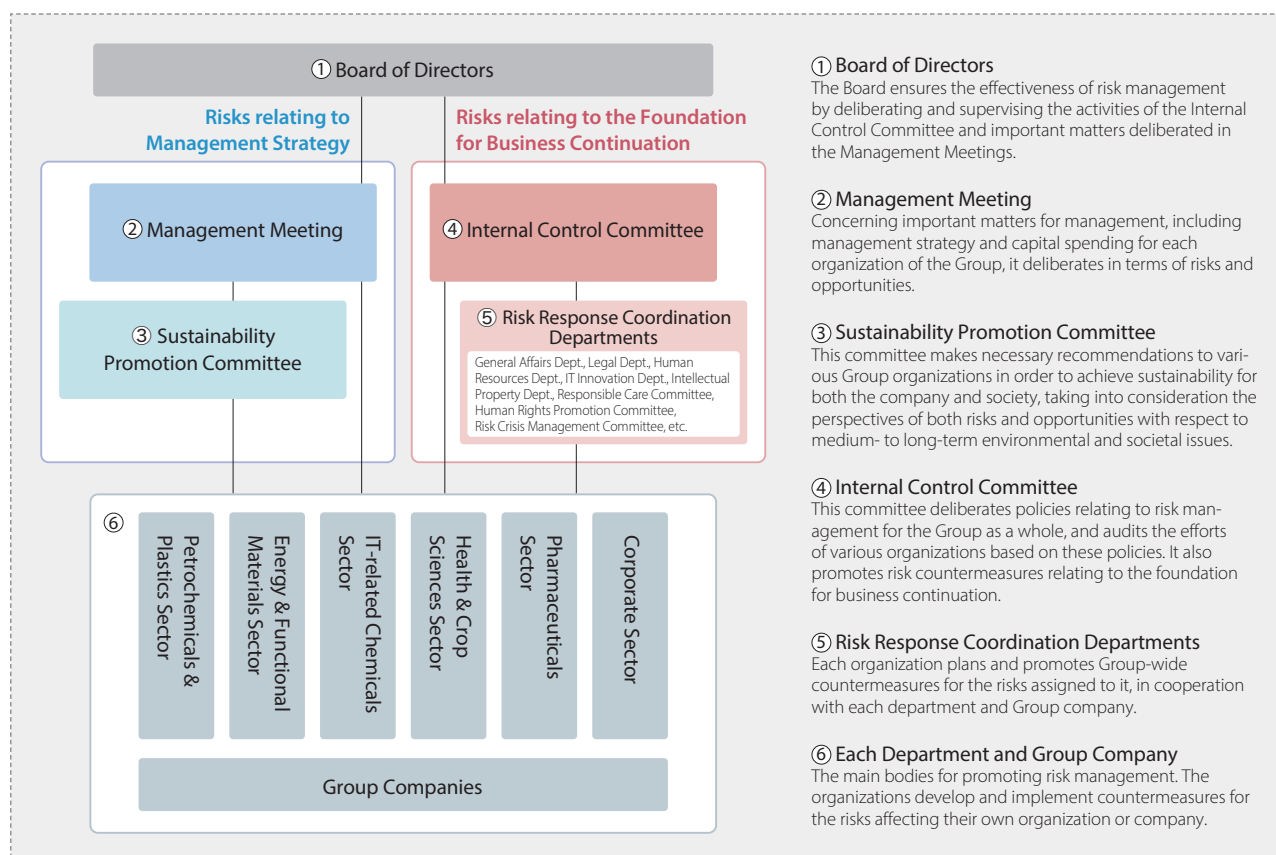 ① Board of Directors
Risks relating to
Management Strategy
Risks relating to the Foundation
for Business Continuation
② Management Meeting
③ Sustainability
Promotion Committee
④ Internal Control Committee
⑤ Risk Response Coordination
Departments
General Affairs Dept., Legal Dept., Human
Resources Dept., IT Innovation Dept., Intellectual
Property Dept., Responsible Care Committee,
Human Rights Promotion Committee,
Risk Crisis Management Committee, etc.
⑥
Petrochemicals &
Plastics Sector
Energy & Functional
Materials Sector
IT-related Chemicals
Sector
Health & Crop
Sciences Sector
Pharmaceuticals
Sector
Corporate Sector
Group Companies
① Board of Directors
The Board ensures the effectiveness of risk management
by deliberating and supervising the activities of the Internal
Control Committee and important matters deliberated in
the Management Meetings.
② Management Meeting
Concerning important matters for management, including
management strategy and capital spending for each
organization of the Group, it deliberates in terms of risks and
opportunities.
③ Sustainability Promotion Committee
This committee makes necessary recommendations to vari-
ous Group organizations in order to achieve sustainability for
both the company and society, taking into consideration the
perspectives of both risks and opportunities with respect to
medium- to long-term environmental and societal issues.
④ Internal Control Committee
This committee deliberates policies relating to risk man-
agement for the Group as a whole, and audits the efforts
of various organizations based on these policies. It also
promotes risk countermeasures relating to the foundation
for business continuation.
⑤ Risk Response Coordination Departments
Each organization plans and promotes Group-wide
countermeasures for the risks assigned to it, in cooperation
with each department and Group company.
⑥ Each Department and Group Company
The main bodies for promoting risk management. The
organizations develop and implement countermeasures for
the risks affecting their own organization or company.